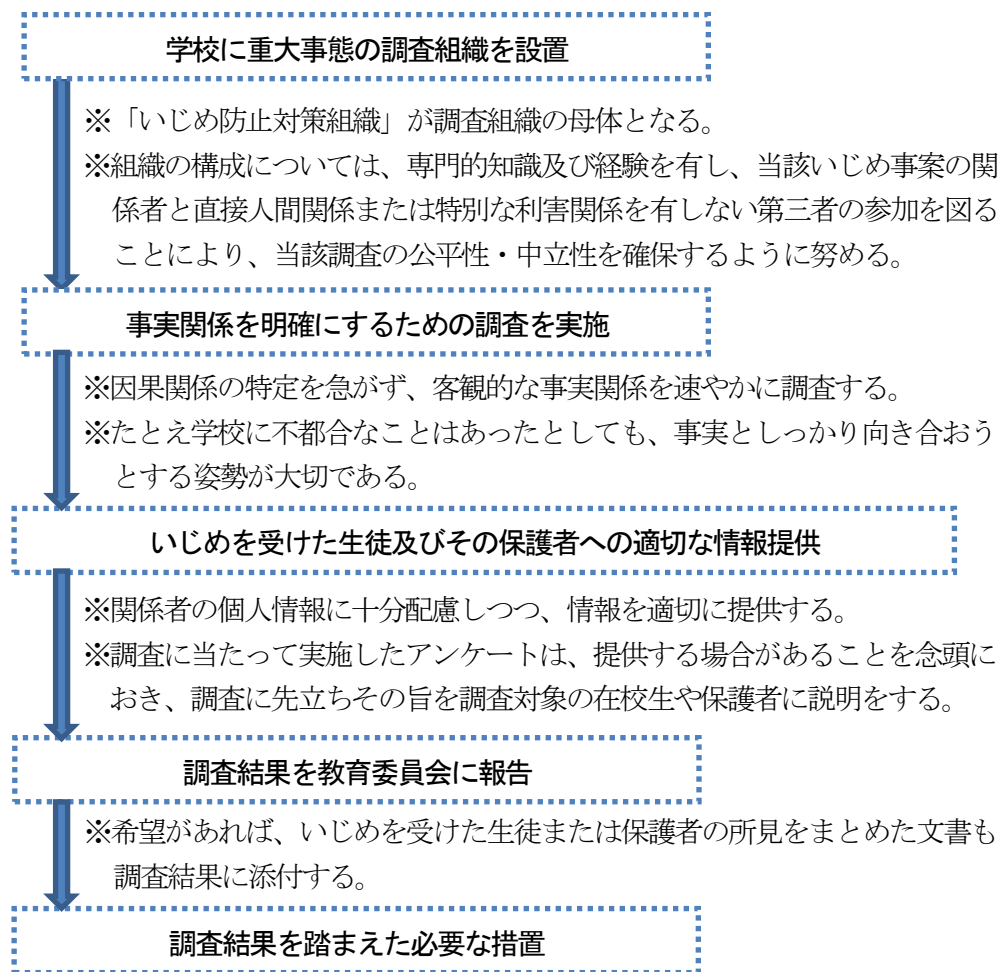 学校に重大事態の調査組織を設置
※「いじめ防止対策組織」が調査組織の母体となる。
※組織の構成については、専門的知識及び経験を有し、当該いじめ事案の関
係者と直接人間関係または特別な利害関係を有しない第三者の参加を図る
ことにより、当該調査の公平性・中立性を確保するように努める。
事実関係を明確にするための調査を実施
※因果関係の特定を急がず、客観的な事実関係を速やかに調査する。
※たとえ学校に不都合なことはあったとしても、事実としっかり向き合おう
とする姿勢が大切である。
いじめを受けた生徒及びその保護者への適切な情報提供
※関係者の個人情報に十分配慮しつつ、情報を適切に提供する。
※調査に当たって実施したアンケートは、提供する場合があることを念頭に
おき、調査に先立ちその旨を調査対象の在校生や保護者に説明をする。
調査結果を教育委員会に報告
※希望があれば、いじめを受けた生徒または保護者の所見をまとめた文書も
調査結果に添付する。
調査結果を踏まえた必要な措置